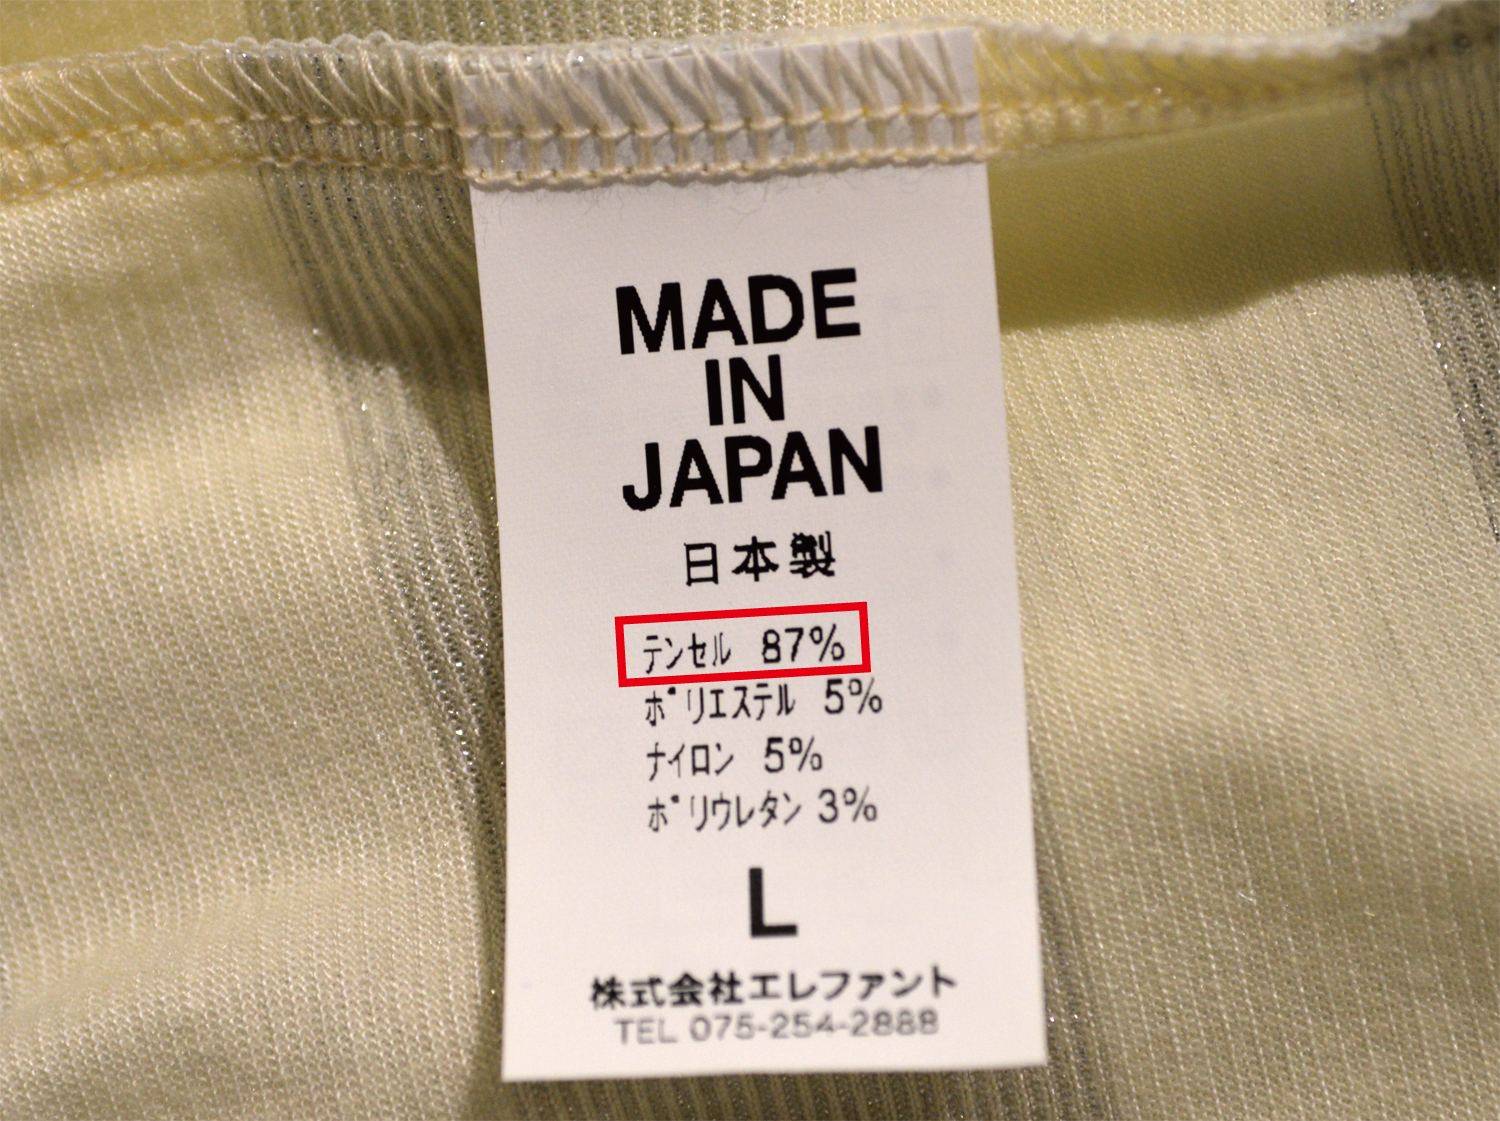 MADE
IN
JAPAN
日本製
テンセル 87%
ポリエステル 5%
ナイロン 5%
ポリウレタン 3%
L
株式会社エレファント
TEL 075-254-2888